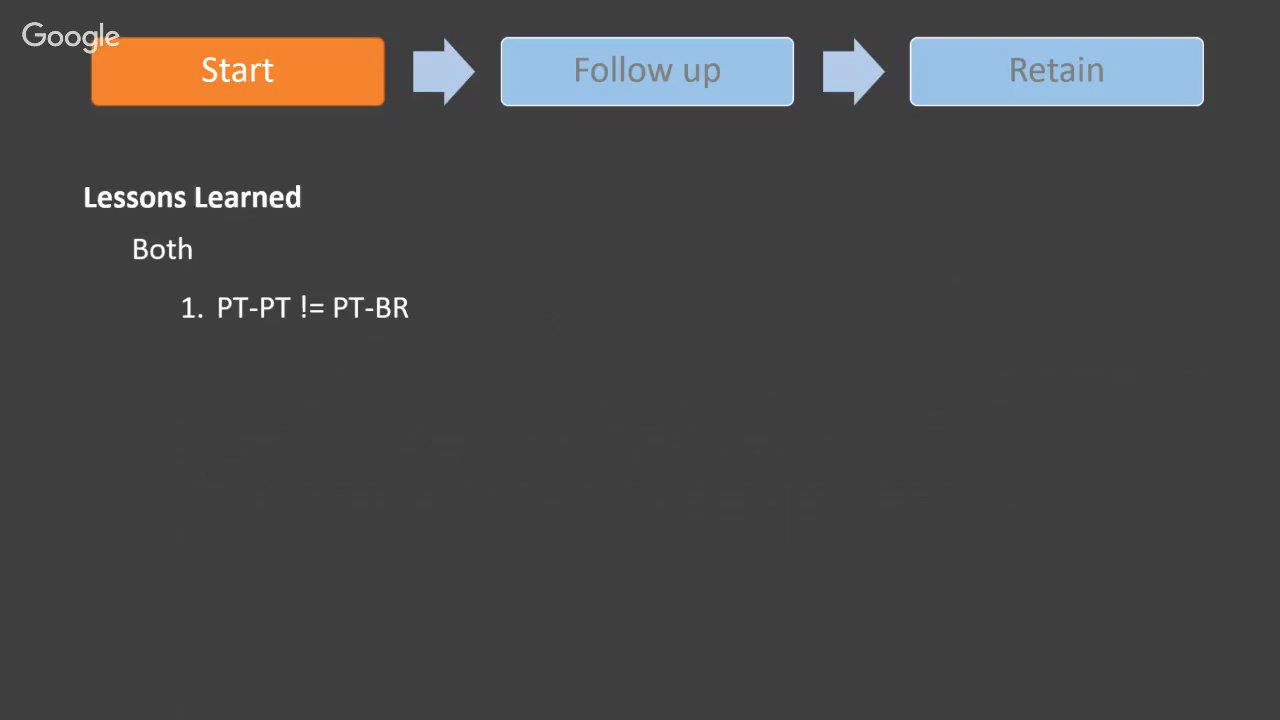 Google
Start
Follow up
Retain
Lessons Learned
Both
1. PT-PT != PT-BR